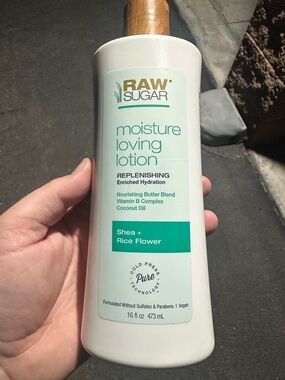 RAW
SUGAR
moisture
loving
lotion
REPLENISHING
Enriched Hydration
Nourishing Butter Blend
Vitamin B Complex
Coconut Oil
Shea +
Rice Flower
COLD PRESS
Pure
TECHNOLOGY
Formulated Without Sulfates & Parabens | Vegan
16 fl oz 473 mL